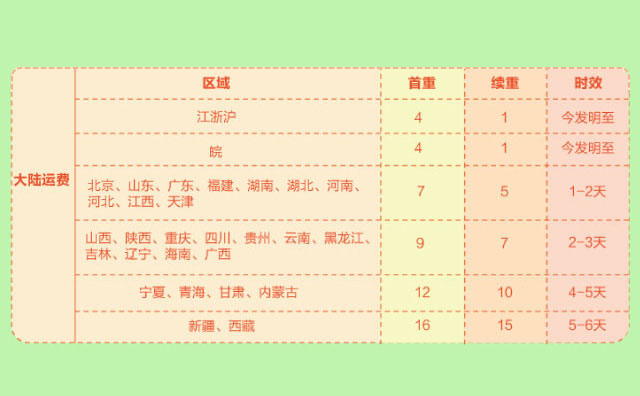 区域 首重 续重 时效
江浙沪 4 1 今发明至
皖 4 1 今发明至
大陆运费
北京、山东、广东、福建、湖南、湖北、河南、
河北、江西、天津 7 5 1-2天
山西、陕西、重庆、四川、贵州、云南、黑龙江、
吉林、辽宁、海南、广西 9 7 2-3天
宁夏、青海、甘肃、内蒙古 12 10 4-5天
新疆、西藏 16 15 5-6天